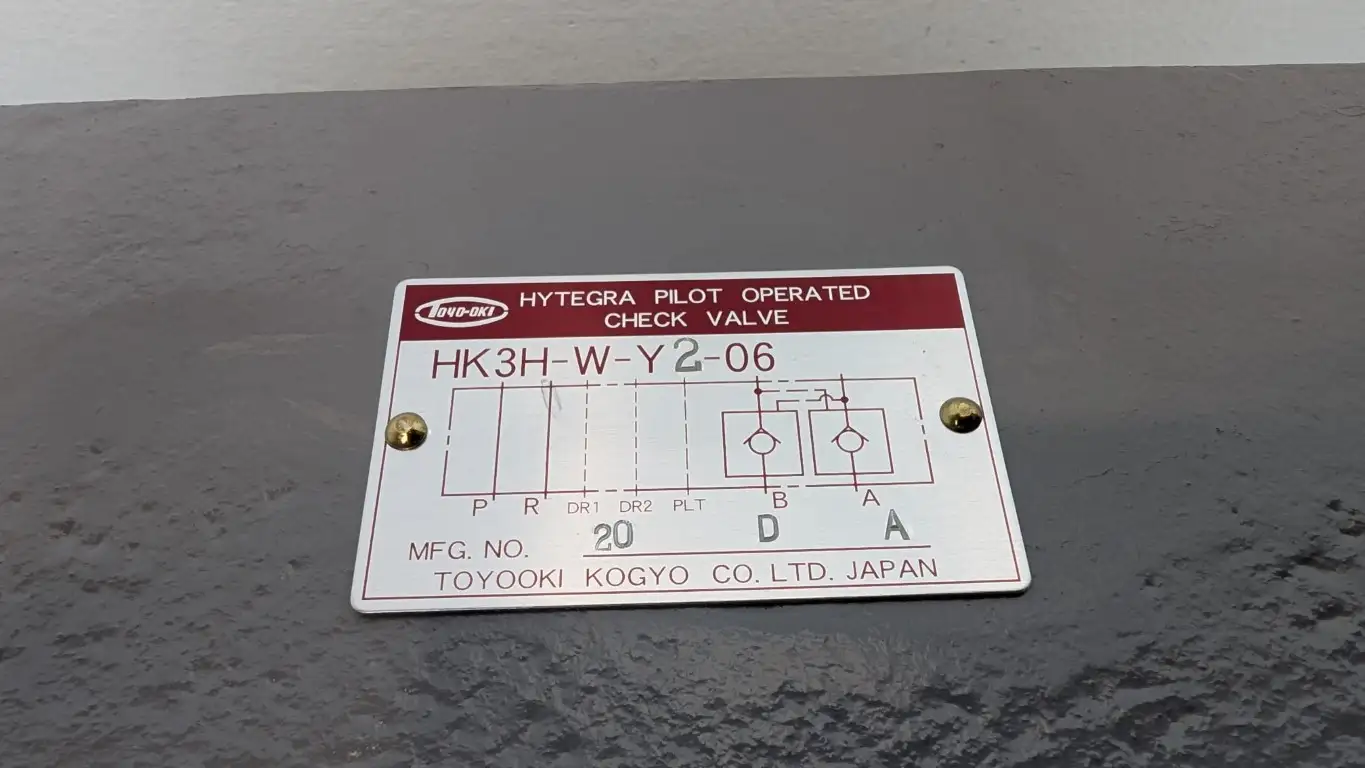 TOYO-OKI
HYTEGRA PILOT OPERATED
CHECK VALVE
HK3H-W-Y2-06
P R DR1 DR2 PLT B A
MFG. NO. 20 D A
TOYOOKI KOGYO CO. LTD. JAPAN